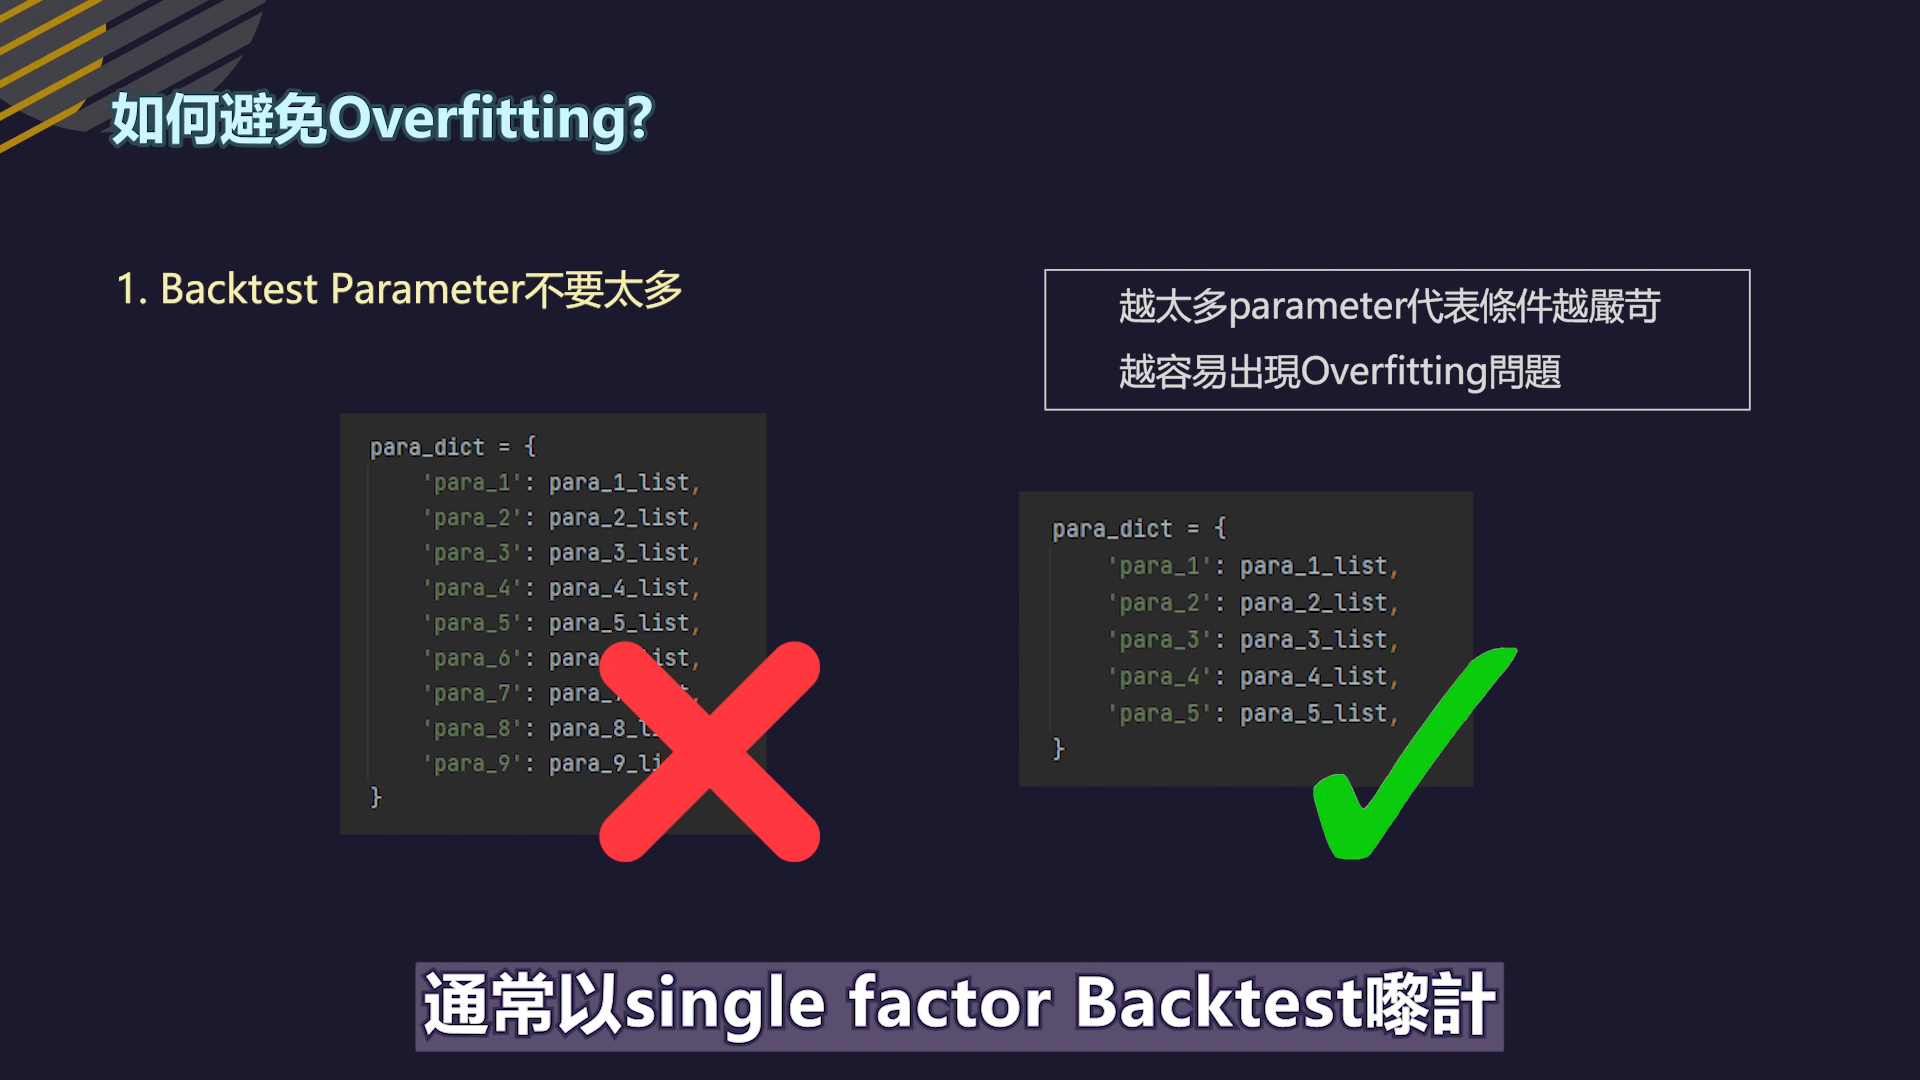 如何避免Overfitting?
1. Backtest Parameter不要太多
越太多parameter代表條件越嚴苛
越容易出現Overfitting問題
para_dict = {
'para_1': para_1_list,
'para_2': para_2_list,
'para_3': para_3_list,
'para_4': para_4_list,
'para_5': para_5_list,
'para_6': para ist,
'para_7': para_
'para_8': para_8_l
'para_9': para_9_li
}
para_dict = {
'para_1': para_1_list,
'para_2': para_2_list,
'para_3': para_3_list,
'para_4': para_4_list,
'para_5': para_5_list,
}
通常以single factor Backtest嚟計